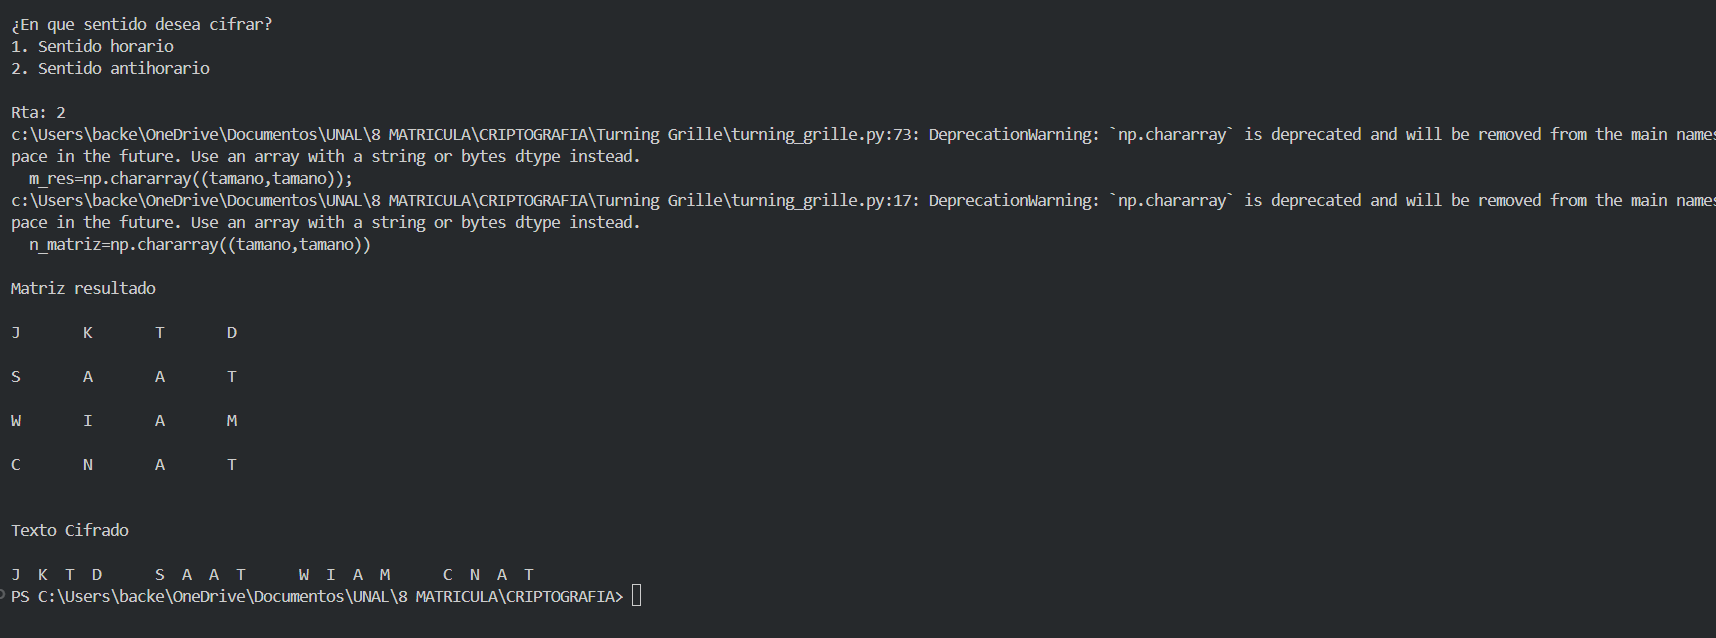 ¿En que sentido desea cifrar?
1. Sentido horario
2. Sentido antihorario
Rta: 2
c:\Users\backe\OneDrive\Documentos\UNAL\8 MATRICULA\CRIPTOGRAFIA\Turning Grille\turning_grille.py:73: DeprecationWarning: `np.chararray` is deprecated and will be removed from the main names
pace in the future. Use an array with a string or bytes dtype instead.
  m_res=np.chararray((tamano,tamano));
c:\Users\backe\OneDrive\Documentos\UNAL\8 MATRICULA\CRIPTOGRAFIA\Turning Grille\turning_grille.py:17: DeprecationWarning: `np.chararray` is deprecated and will be removed from the main names
pace in the future. Use an array with a string or bytes dtype instead.
  n_matriz=np.chararray((tamano,tamano))
Matriz resultado
J K T D
S A A T
W I A M
C N A T
Texto Cifrado
J K T D S A A T W I A M C N A T
PS C:\Users\backe\OneDrive\Documentos\UNAL\8 MATRICULA\CRIPTOGRAFIA>